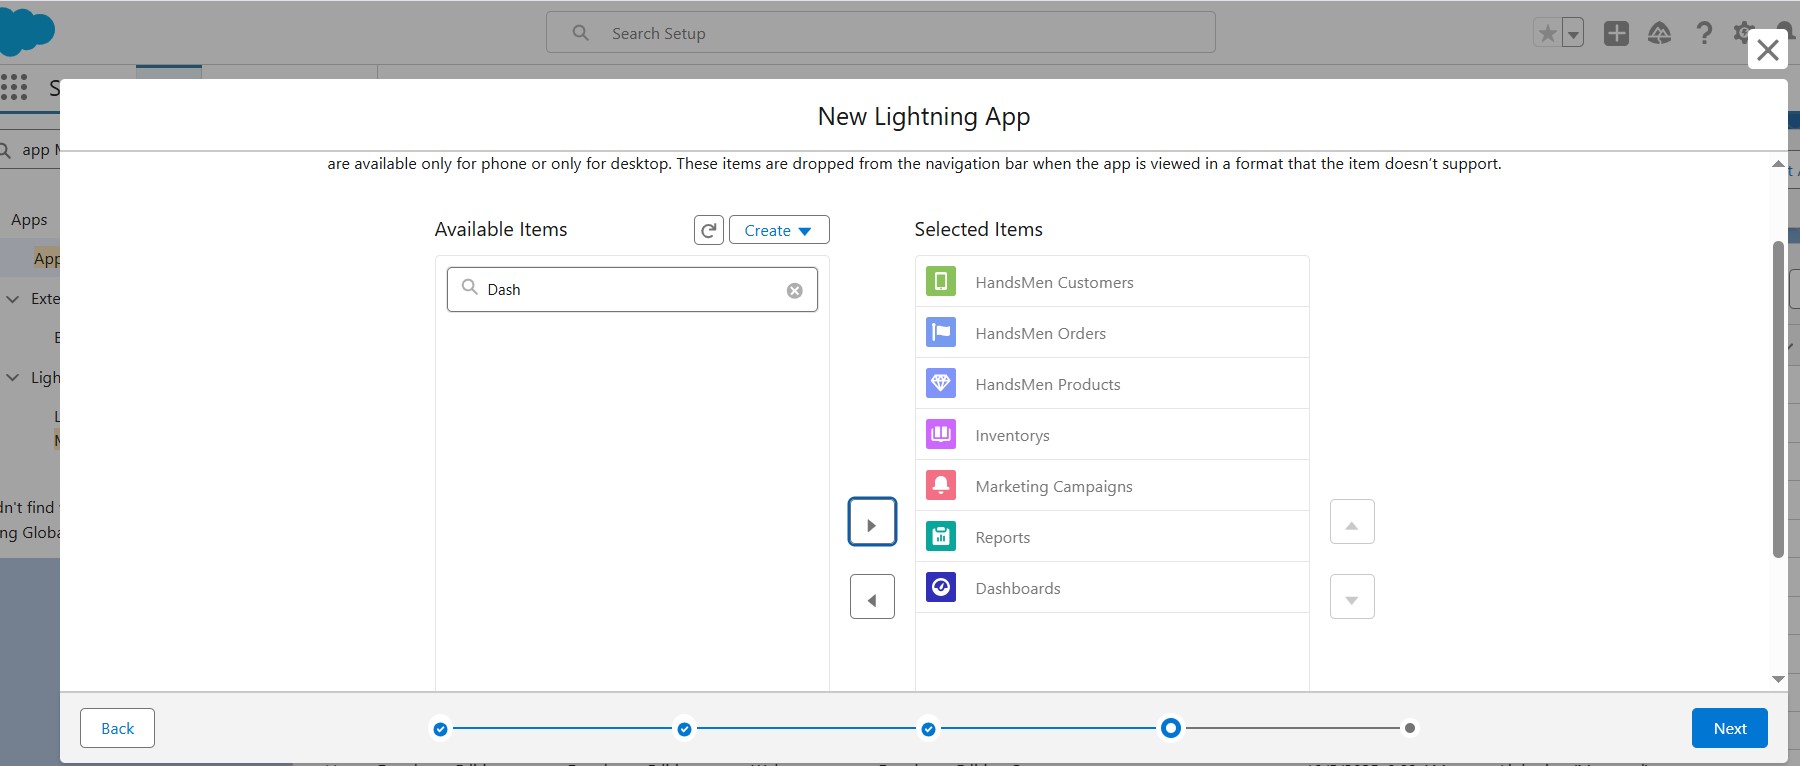 Search Setup
S
New Lightning App
app M
are available only for phone or only for desktop. These items are dropped from the navigation bar when the app is viewed in a format that the item doesn't support.
Apps
Available Items
Create
Selected Items
App
Dash
HandsMen Customers
Exte
HandsMen Orders
E
Ligh
HandsMen Products
L
M
Inventorys
Marketing Campaigns
dn't find
ng Globa
Reports
Dashboards
Back
Next